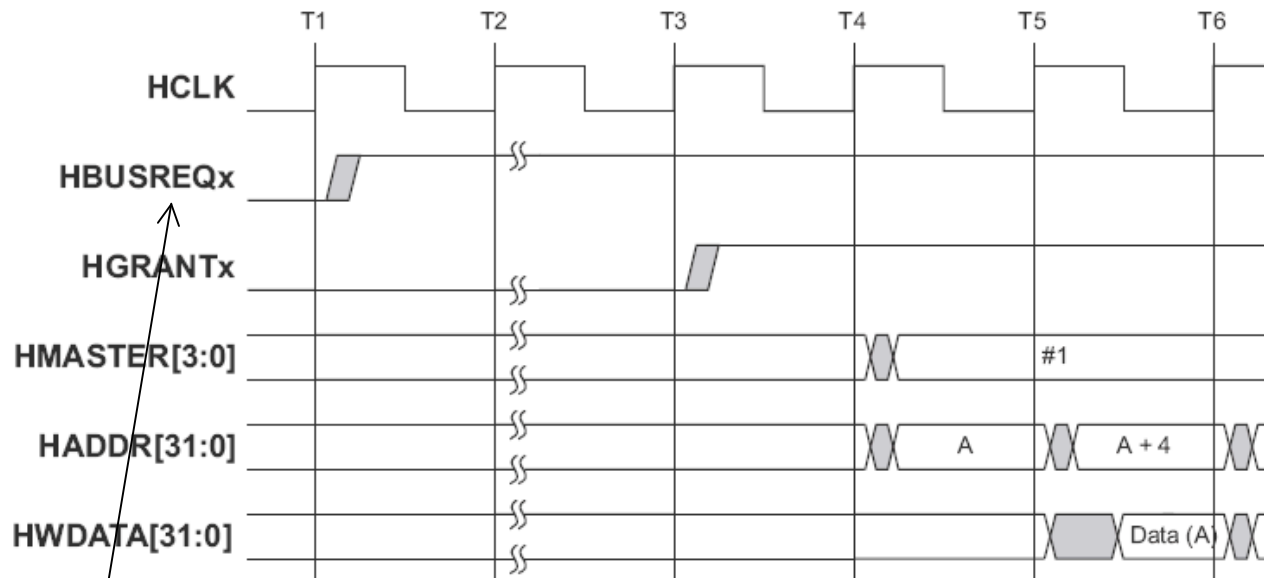 T1 T2 T3 T4 T5 T6
HCLK
HBUSREQx
HGRANTx
HMASTER[3:0] #1
HADDR[31:0] A A + 4
HWDATA[31:0] Data (A)